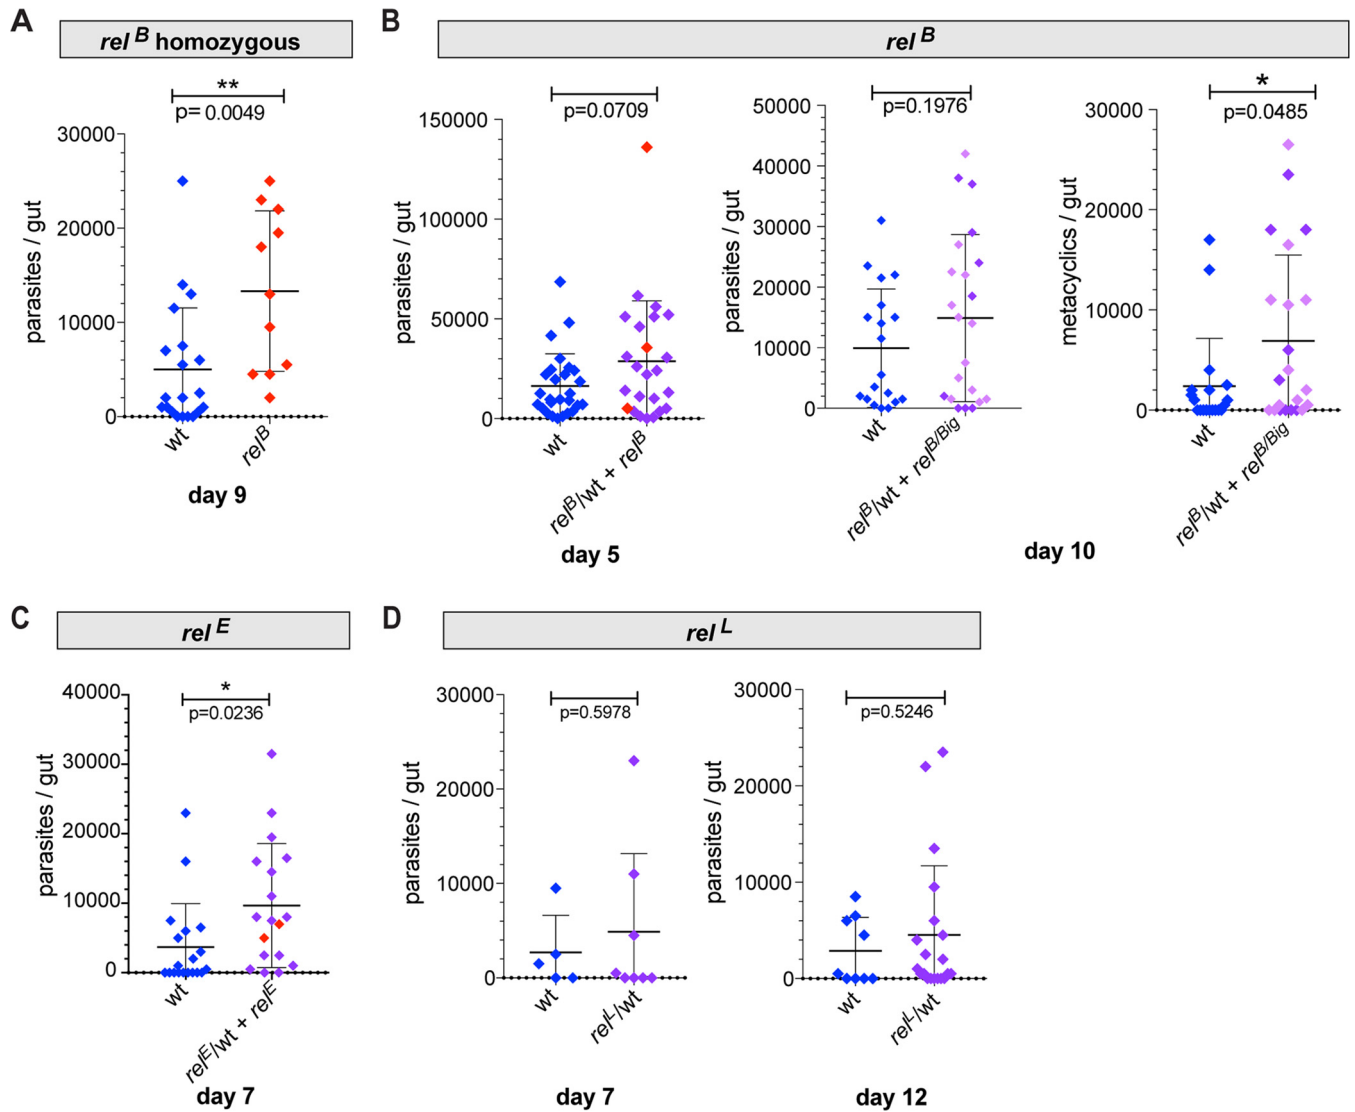 A
rel B homozygous
**
p= 0.0049
parasites / gut
30000
20000
10000
0
wt
relB
day 9
B
rel B
p=0.0709
parasites / gut
150000
100000
50000
0
wt
relB/wt + relB
day 5
p=0.1976
parasites / gut
50000
40000
30000
20000
10000
0
wt
relB/wt + relB/Big
*
p=0.0485
metacyclics / gut
30000
20000
10000
0
wt
relB/wt + relB/Big
day 10
C
rel E
*
p=0.0236
parasites / gut
40000
30000
20000
10000
0
wt
relE/wt + relE
day 7
D
rel L
p=0.5978
parasites / gut
30000
20000
10000
0
wt
relL/wt
day 7
p=0.5246
parasites / gut
30000
20000
10000
0
wt
relL/wt
day 12